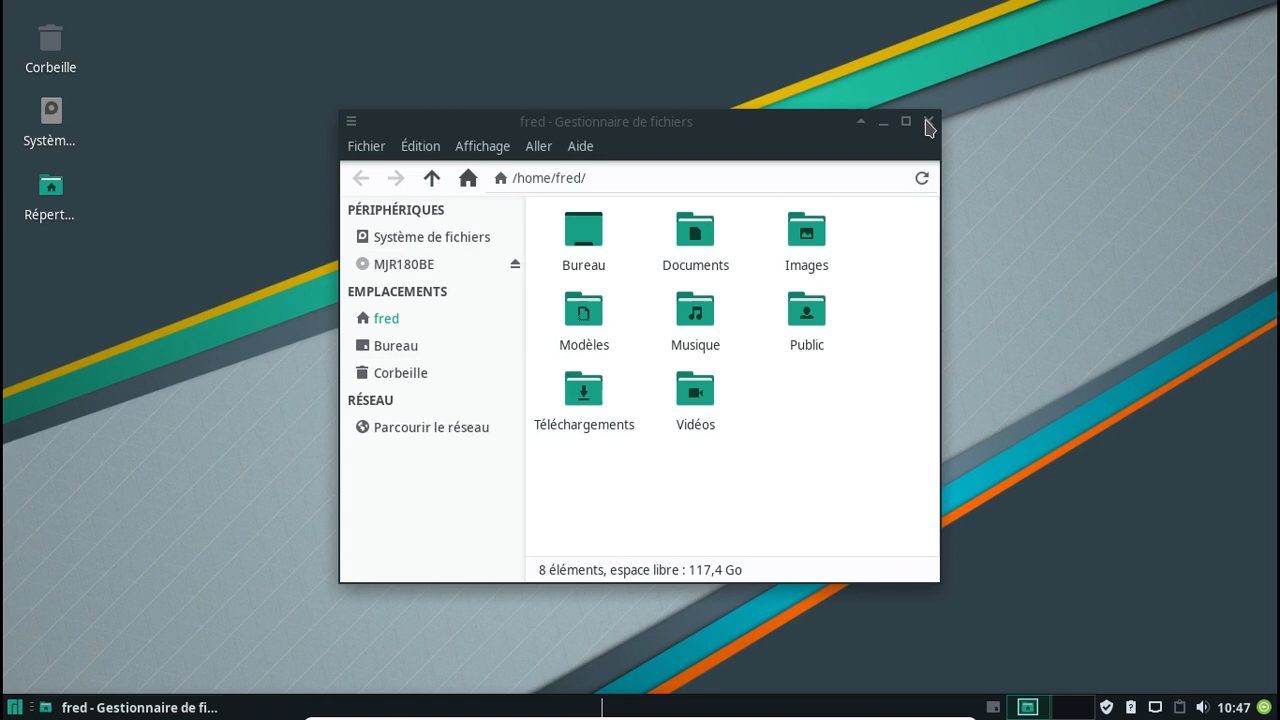 Corbeille
Systèm...
Répert...
fred - Gestionnaire de fichiers
Fichier Édition Affichage Aller Aide
/home/fred/
PÉRIPHÉRIQUES
Système de fichiers
MJR180BE
EMPLACEMENTS
fred
Bureau
Corbeille
RÉSEAU
Parcourir le réseau
Bureau Documents Images
Modèles Musique Public
Téléchargements Vidéos
8 éléments, espace libre : 117,4 Go
fred - Gestionnaire de fi...
10:47